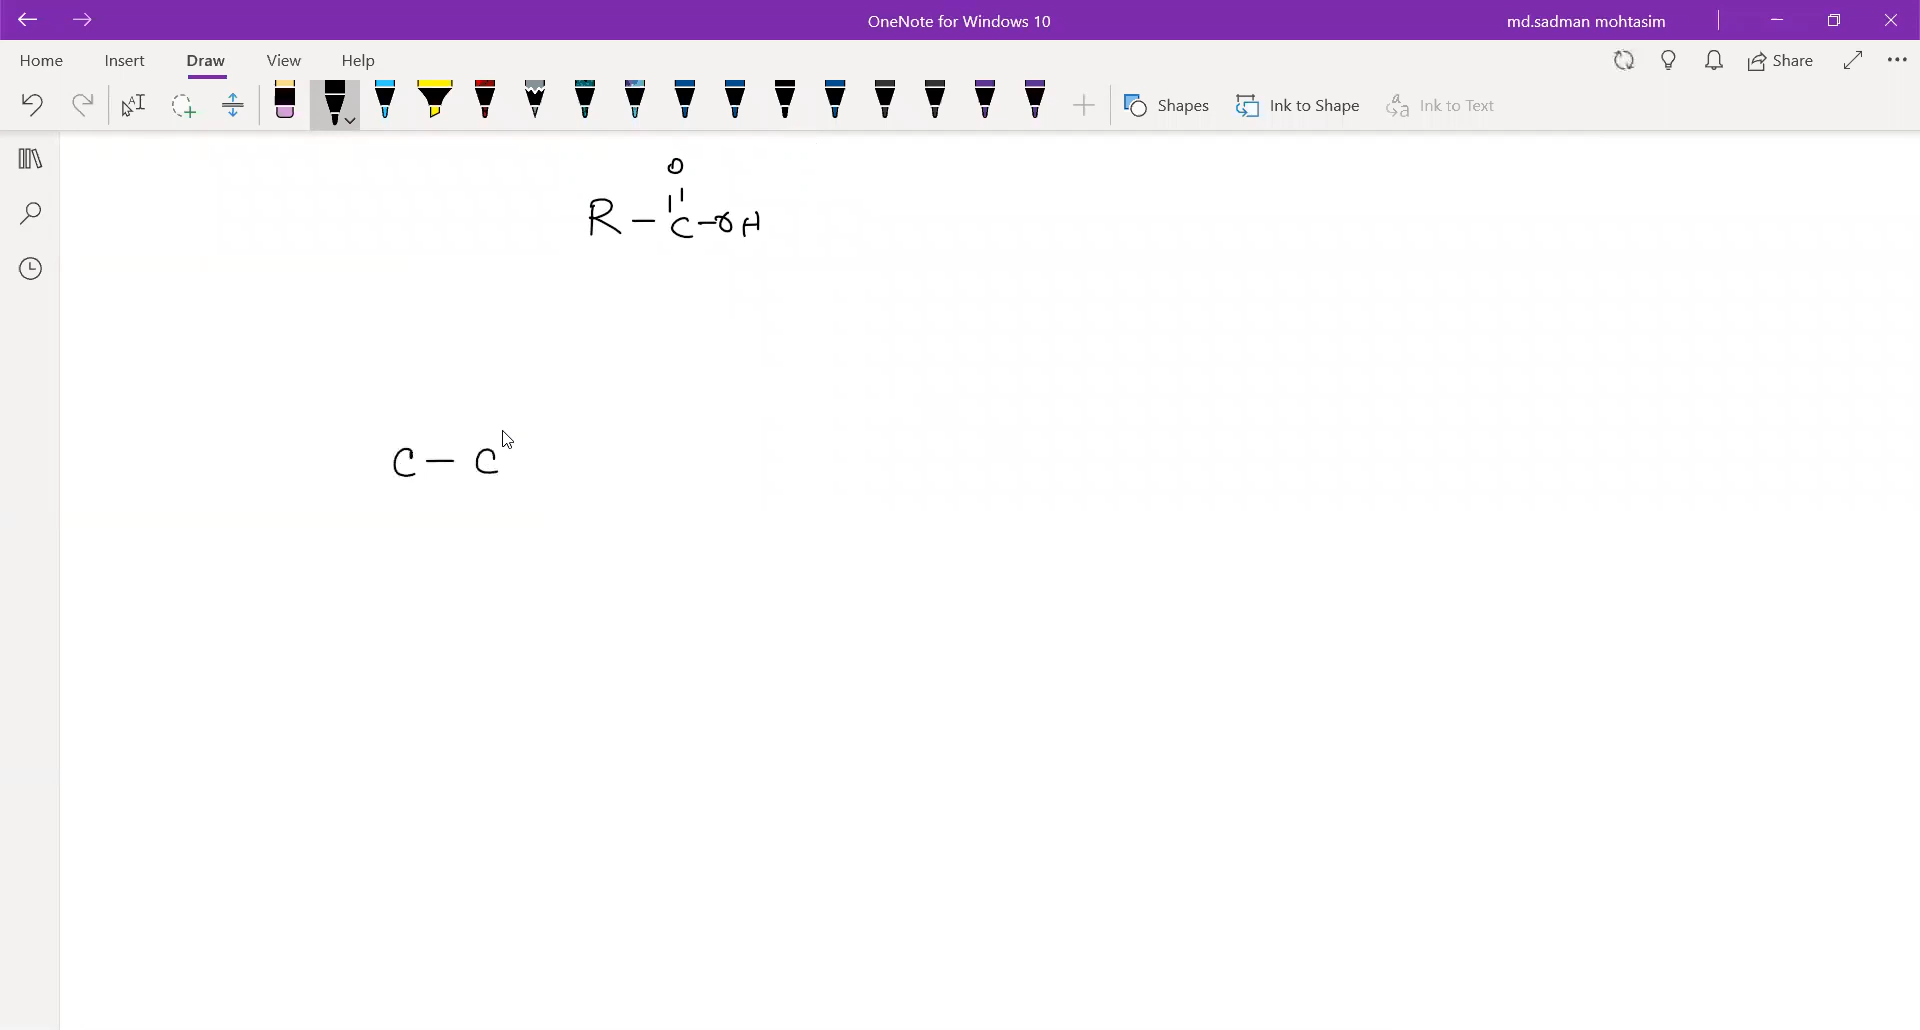 OneNote for Windows 10
md.sadman mohtasim
Home Insert Draw View Help
Share
Shapes Ink to Shape Ink to Text
O
||
R - C - OH
C - C